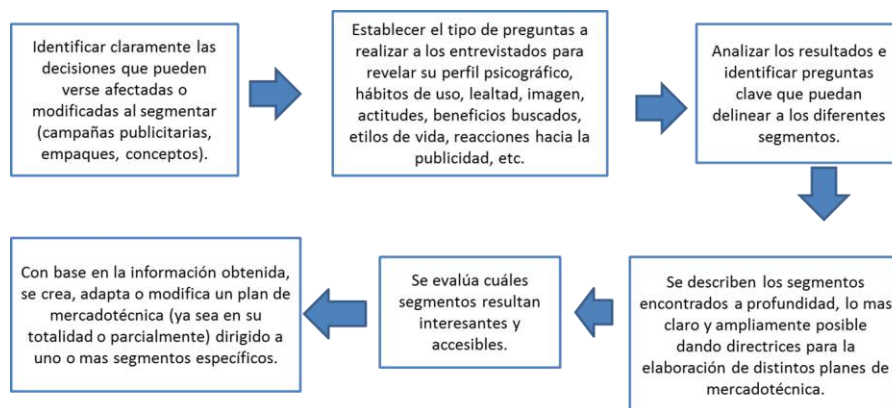 Identificar claramente las
decisiones que pueden
verse afectadas o
modificadas al segmentar
(campañas publicitarias,
empaques, conceptos).
Establecer el tipo de preguntas a
realizar a los entrevistados para
revelar su perfil psicográfico,
hábitos de uso, lealtad, imagen,
actitudes, beneficios buscados,
etilos de vida, reacciones hacia la
publicidad, etc.
Analizar los resultados e
identificar preguntas
clave que puedan
delinear a los diferentes
segmentos.
Se describen los segmentos
encontrados a profundidad, lo mas
claro y ampliamente posible
dando directrices para la
elaboración de distintos planes de
mercadotécnica.
Se evalúa cuáles
segmentos resultan
interesantes y
accesibles.
Con base en la información obtenida,
se crea, adapta o modifica un plan de
mercadotécnica (ya sea en su
totalidad o parcialmente) dirigido a
uno o mas segmentos específicos.